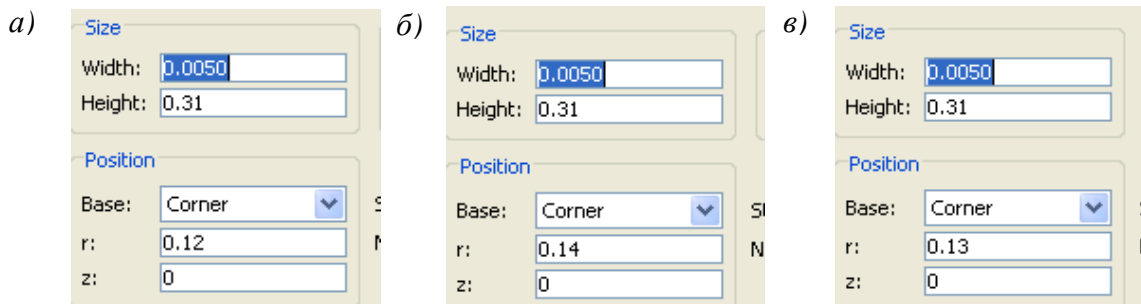 а)
Size
Width: 0.0050
Height: 0.31
Position
Base: Corner
r: 0.12
z: 0
б)
Size
Width: 0.0050
Height: 0.31
Position
Base: Corner
r: 0.14
z: 0
в)
Size
Width: 0.0050
Height: 0.31
Position
Base: Corner
r: 0.13
z: 0